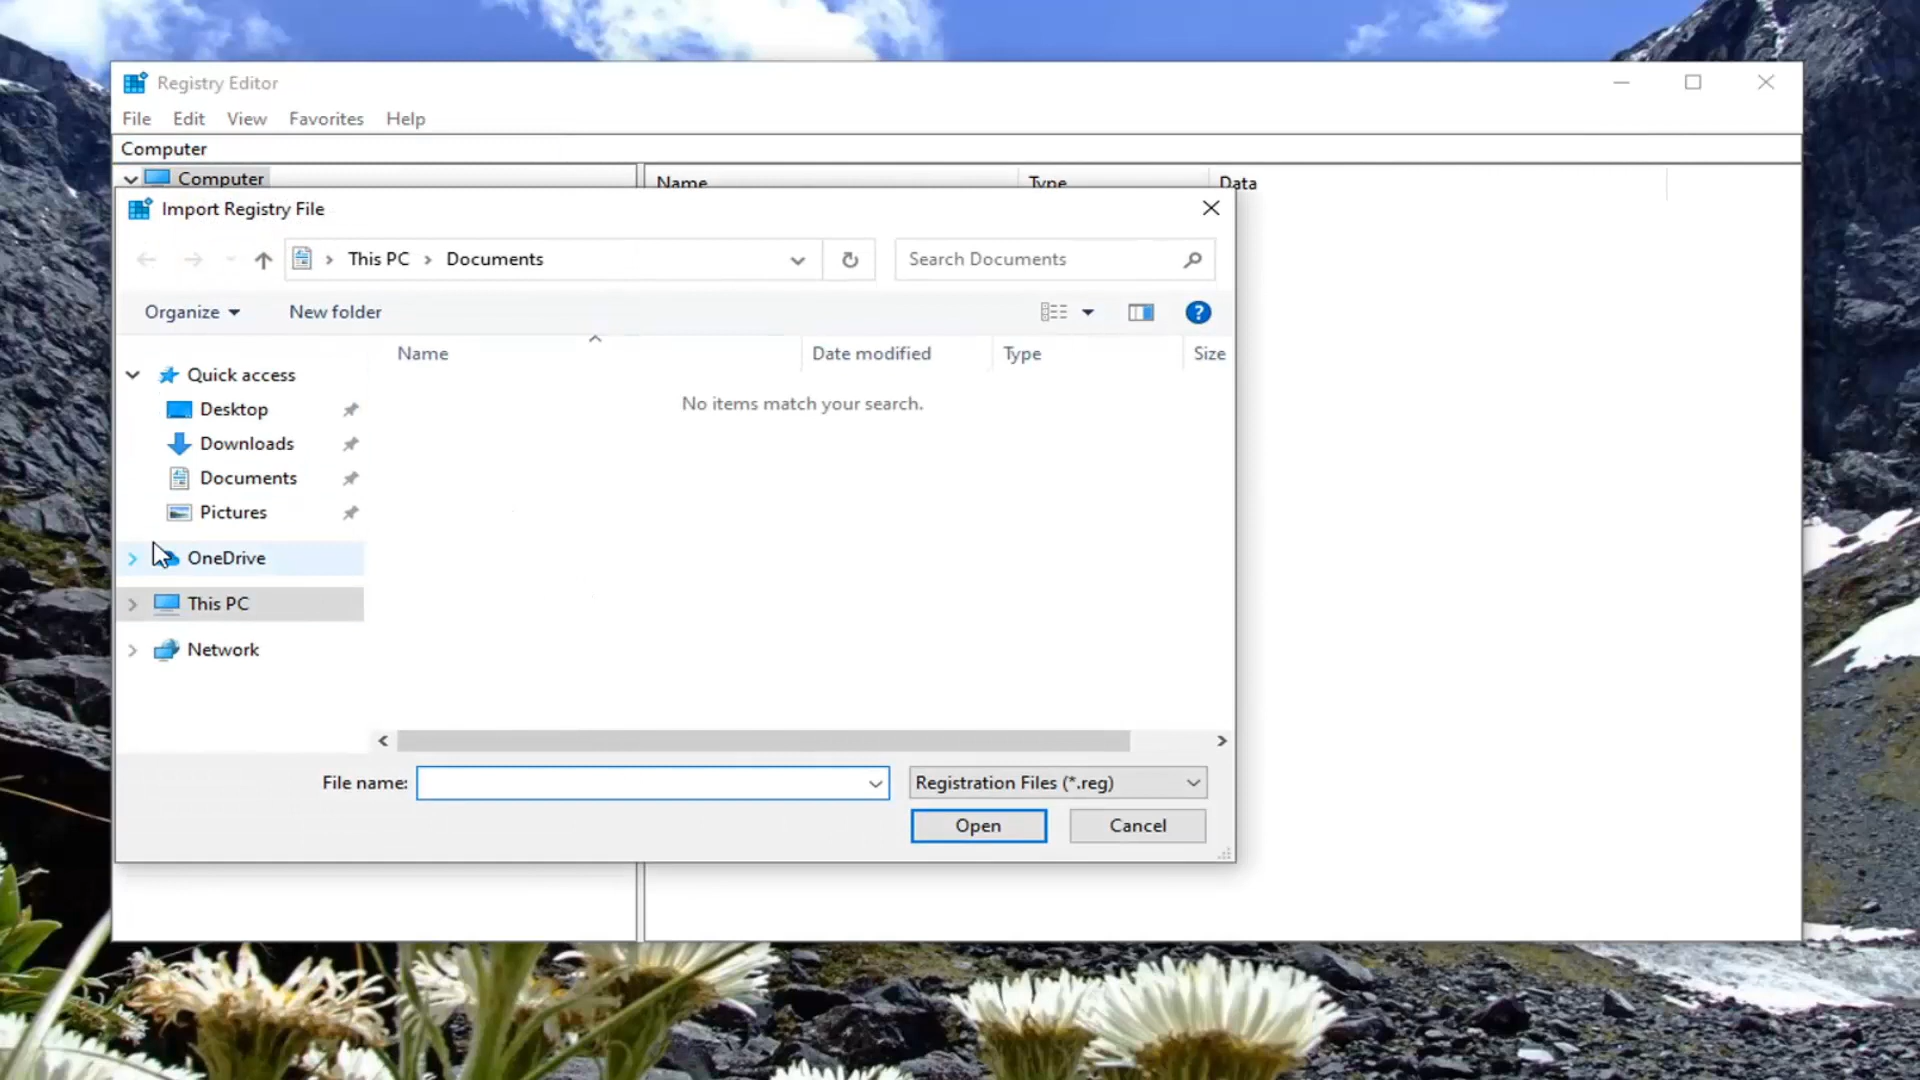 Registry Editor
File Edit View Favorites Help
Computer
Computer
Name Type Data
Import Registry File
This PC Documents
Search Documents
Organize New folder
?
Name Date modified Type Size
No items match your search.
Quick access
Desktop
Downloads
Documents
Pictures
OneDrive
This PC
Network
File name: Registration Files (*.reg)
Open Cancel